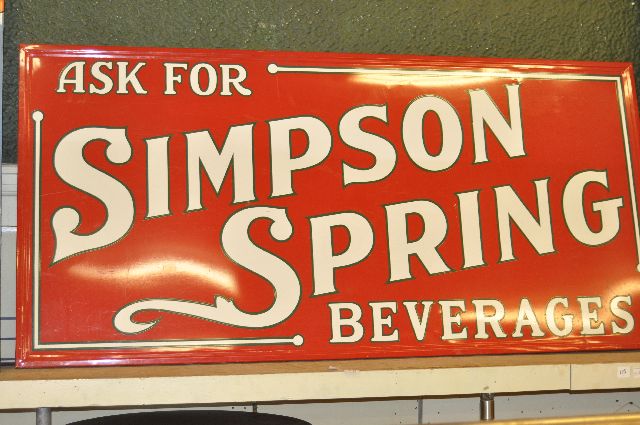 ASK FOR
SIMPSON
SPRING
BEVERAGES